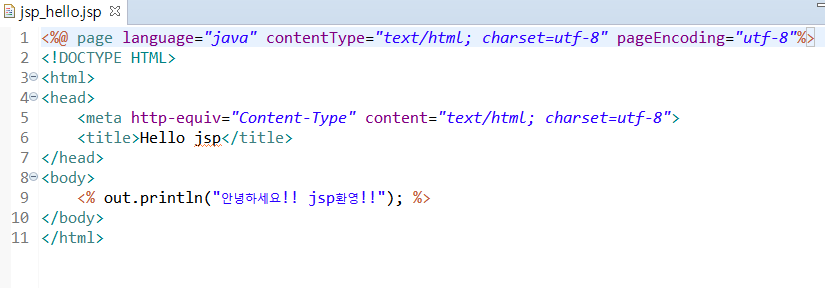 jsp_hello.jsp
1 <%@ page language="java" contentType="text/html; charset=utf-8" pageEncoding="utf-8"%>
2 <!DOCTYPE HTML>
3 <html>
4 <head>
5 <meta http-equiv="Content-Type" content="text/html; charset=utf-8">
6 <title>Hello jsp</title>
7 </head>
8 <body>
9 <% out.println("안녕하세요!! jsp환영!!"); %>
10 </body>
11 </html>